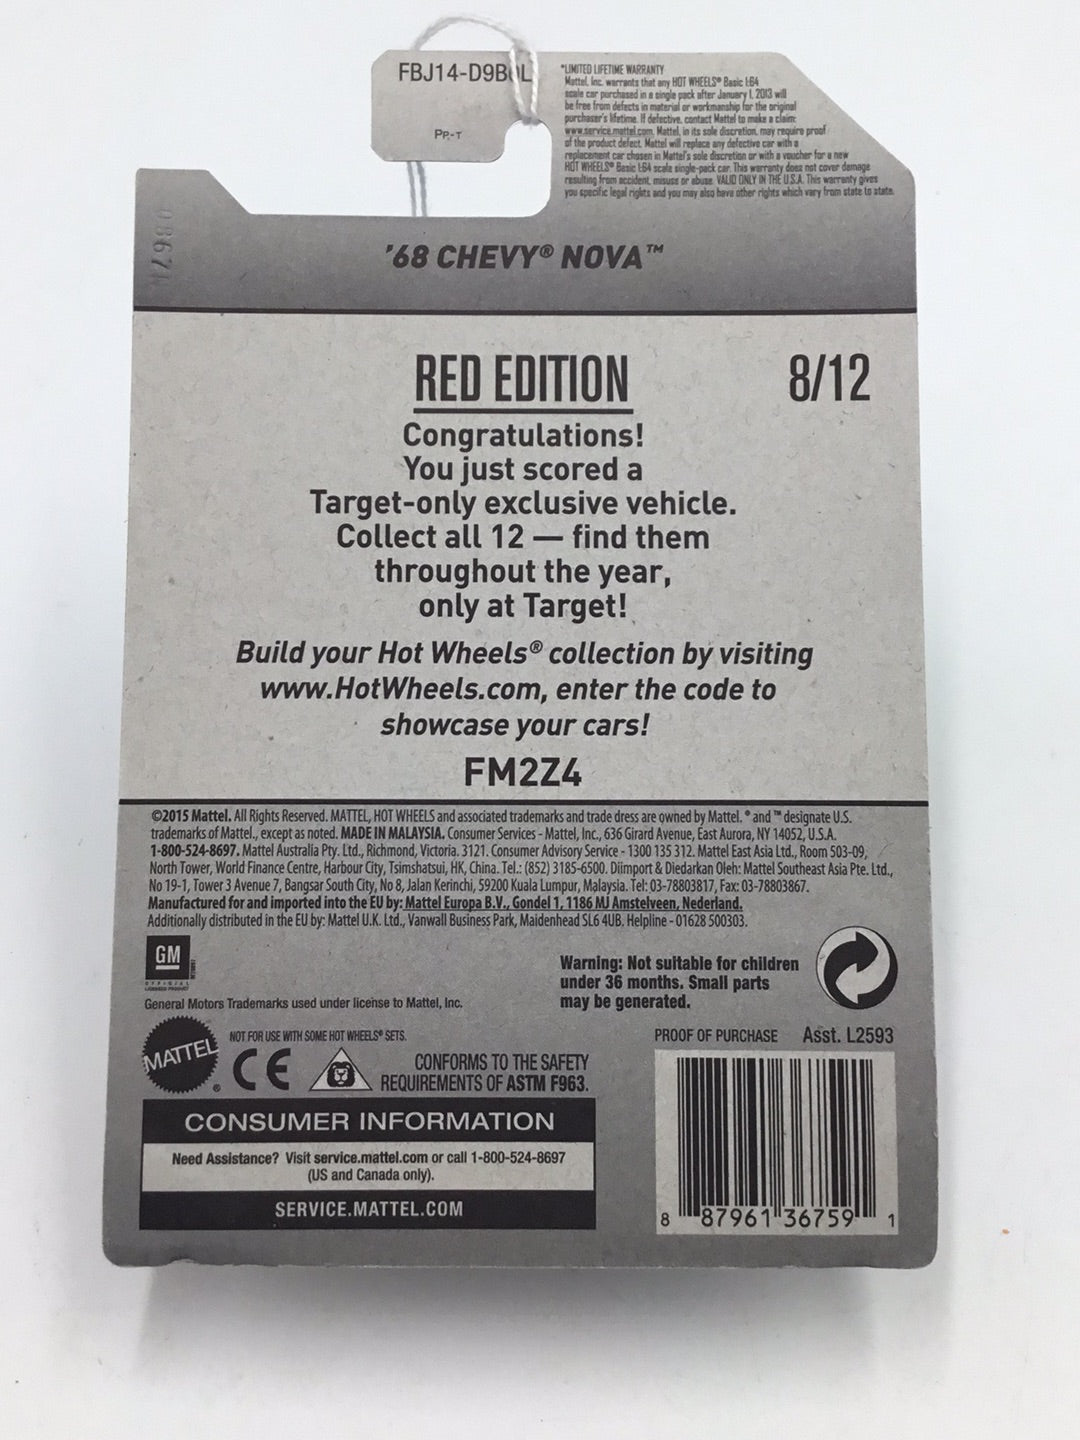 FBJ14-D9B0L
PP-T
*LIMITED LIFETIME WARRANTY
Mattel, Inc. warrants that any HOT WHEELS® Basic 1:64
scale car purchased in a single pack after January 1, 2013 will
be free from defects in material or workmanship for the original
purchaser's lifetime. If defective, contact Mattel to make a claim:
www.service.mattel.com. Mattel, in its sole discretion, may require proof
of the product defect. Mattel will replace any defective car with a
replacement car chosen in Mattel's sole discretion or with a voucher for a new
HOT WHEELS® Basic 1:64 scale single-pack car. This warranty does not cover damage
resulting from accident, misuse or abuse. VALID ONLY IN THE U.S.A. This warranty gives
you specific legal rights and you may also have other rights which vary from state to state.
'68 CHEVY® NOVA™
RED EDITION
8/12
Congratulations!
You just scored a
Target-only exclusive vehicle.
Collect all 12 — find them
throughout the year,
only at Target!
Build your Hot Wheels® collection by visiting
www.HotWheels.com, enter the code to
showcase your cars!
FM2Z4
©2015 Mattel. All Rights Reserved. MATTEL, HOT WHEELS and associated trademarks and trade dress are owned by Mattel. ® and ™ designate U.S.
trademarks of Mattel., except as noted. MADE IN MALAYSIA. Consumer Services - Mattel, Inc., 636 Girard Avenue, East Aurora, NY 14052, U.S.A.
1-800-524-8697. Mattel Australia Pty. Ltd., Richmond, Victoria. 3121. Consumer Advisory Service - 1300 135 312. Mattel East Asia Ltd., Room 503-09,
North Tower, World Finance Centre, Harbour City, Tsimshatsui, HK, China. Tel.: (852) 3185-6500. Diimport & Diedarkan Oleh: Mattel Southeast Asia Pte. Ltd.,
No 19-1, Tower 3 Avenue 7, Bangsar South City, No 8, Jalan Kerinchi, 59200 Kuala Lumpur, Malaysia. Tel: 03-78803817, Fax: 03-78803867.
Manufactured for and imported into the EU by: Mattel Europa B.V., Gondel 1, 1186 MJ Amstelveen, Nederland.
Additionally distributed in the EU by: Mattel U.K. Ltd., Vanwall Business Park, Maidenhead SL6 4UB. Helpline - 01628 500303.
GM
OFFICIAL
LICENSED PRODUCT
General Motors Trademarks used under license to Mattel, Inc.
Warning: Not suitable for children
under 36 months. Small parts
may be generated.
MATTEL®
NOT FOR USE WITH SOME HOT WHEELS® SETS.
CE
CONFORMS TO THE SAFETY
REQUIREMENTS OF ASTM F963.
PROOF OF PURCHASE Asst. L2593
CONSUMER INFORMATION
Need Assistance? Visit service.mattel.com or call 1-800-524-8697
(US and Canada only).
SERVICE.MATTEL.COM
8 87961 36759 1